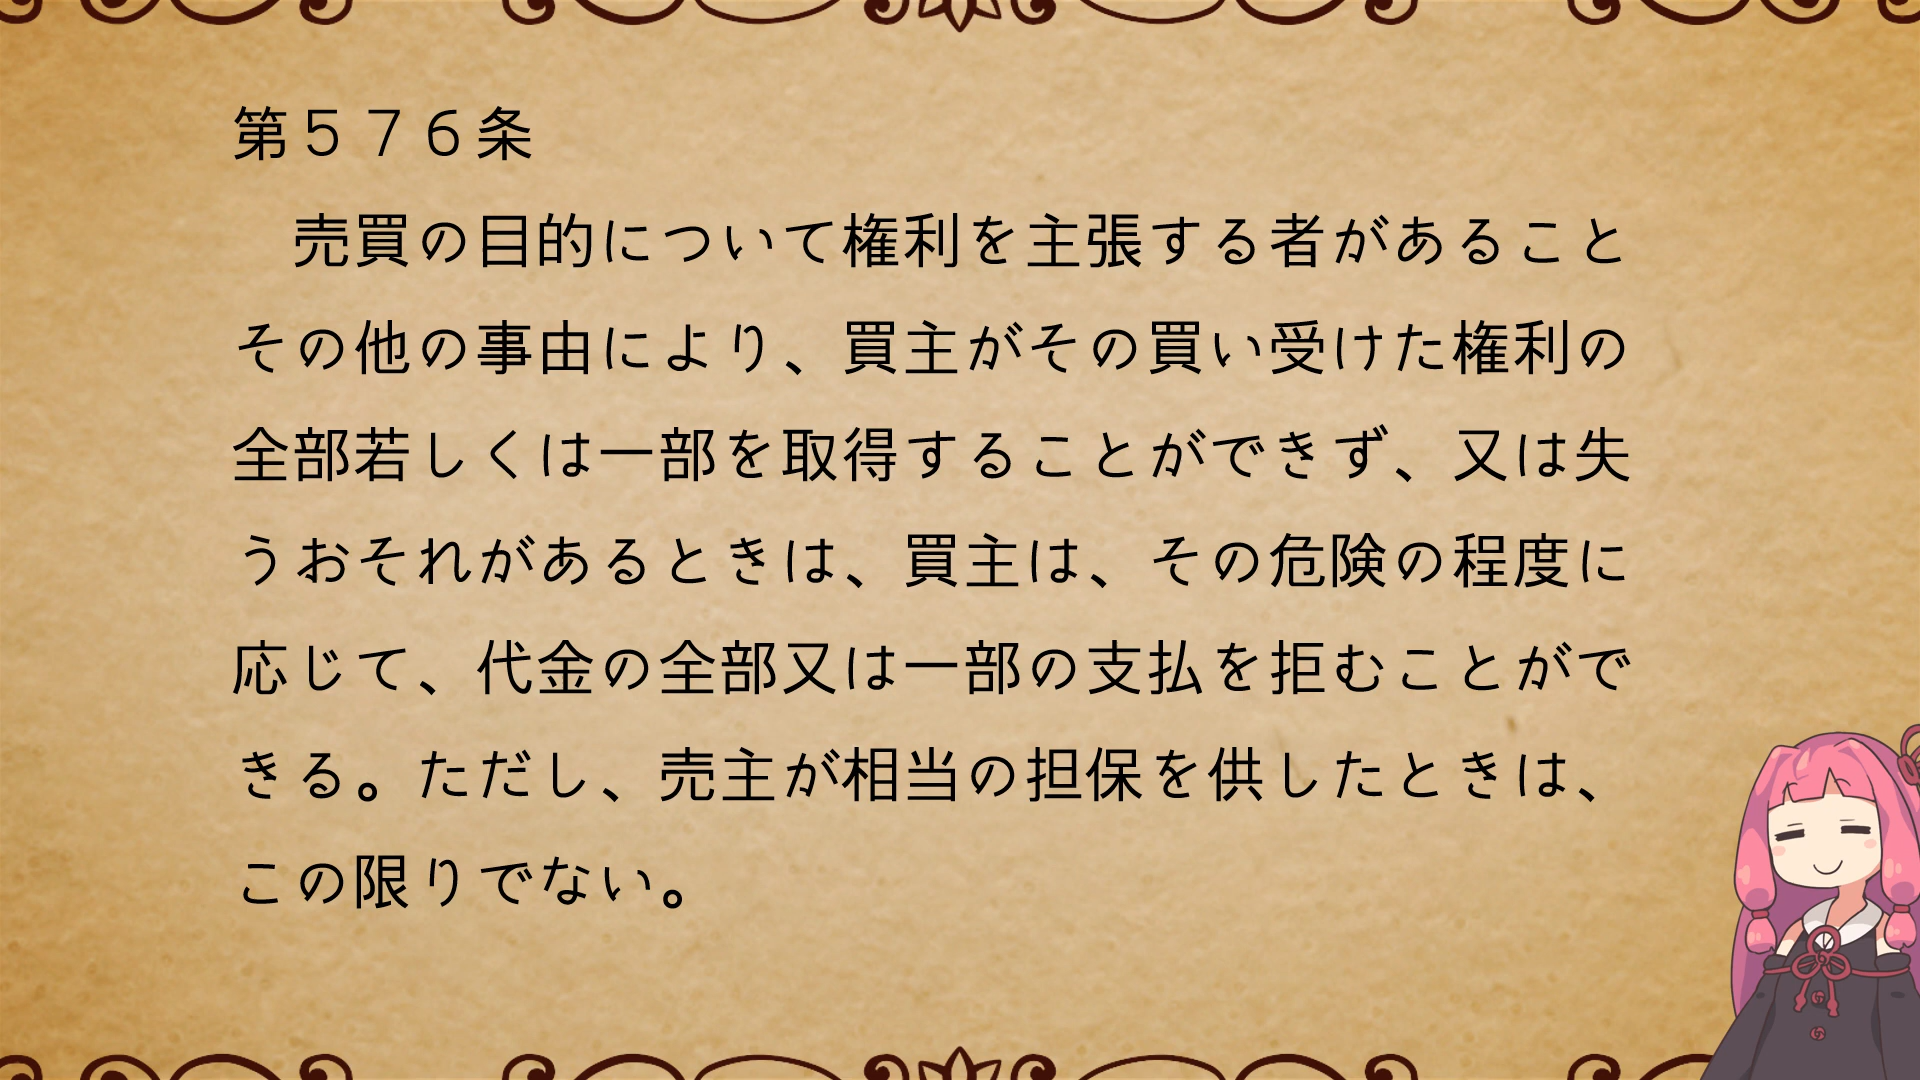 第５７６条
　売買の目的について権利を主張する者があること
その他の事由により、買主がその買い受けた権利の
全部若しくは一部を取得することができず、又は失
うおそれがあるときは、買主は、その危険の程度に
応じて、代金の全部又は一部の支払を拒むことがで
きる。ただし、売主が相当の担保を供したときは、
この限りでない。